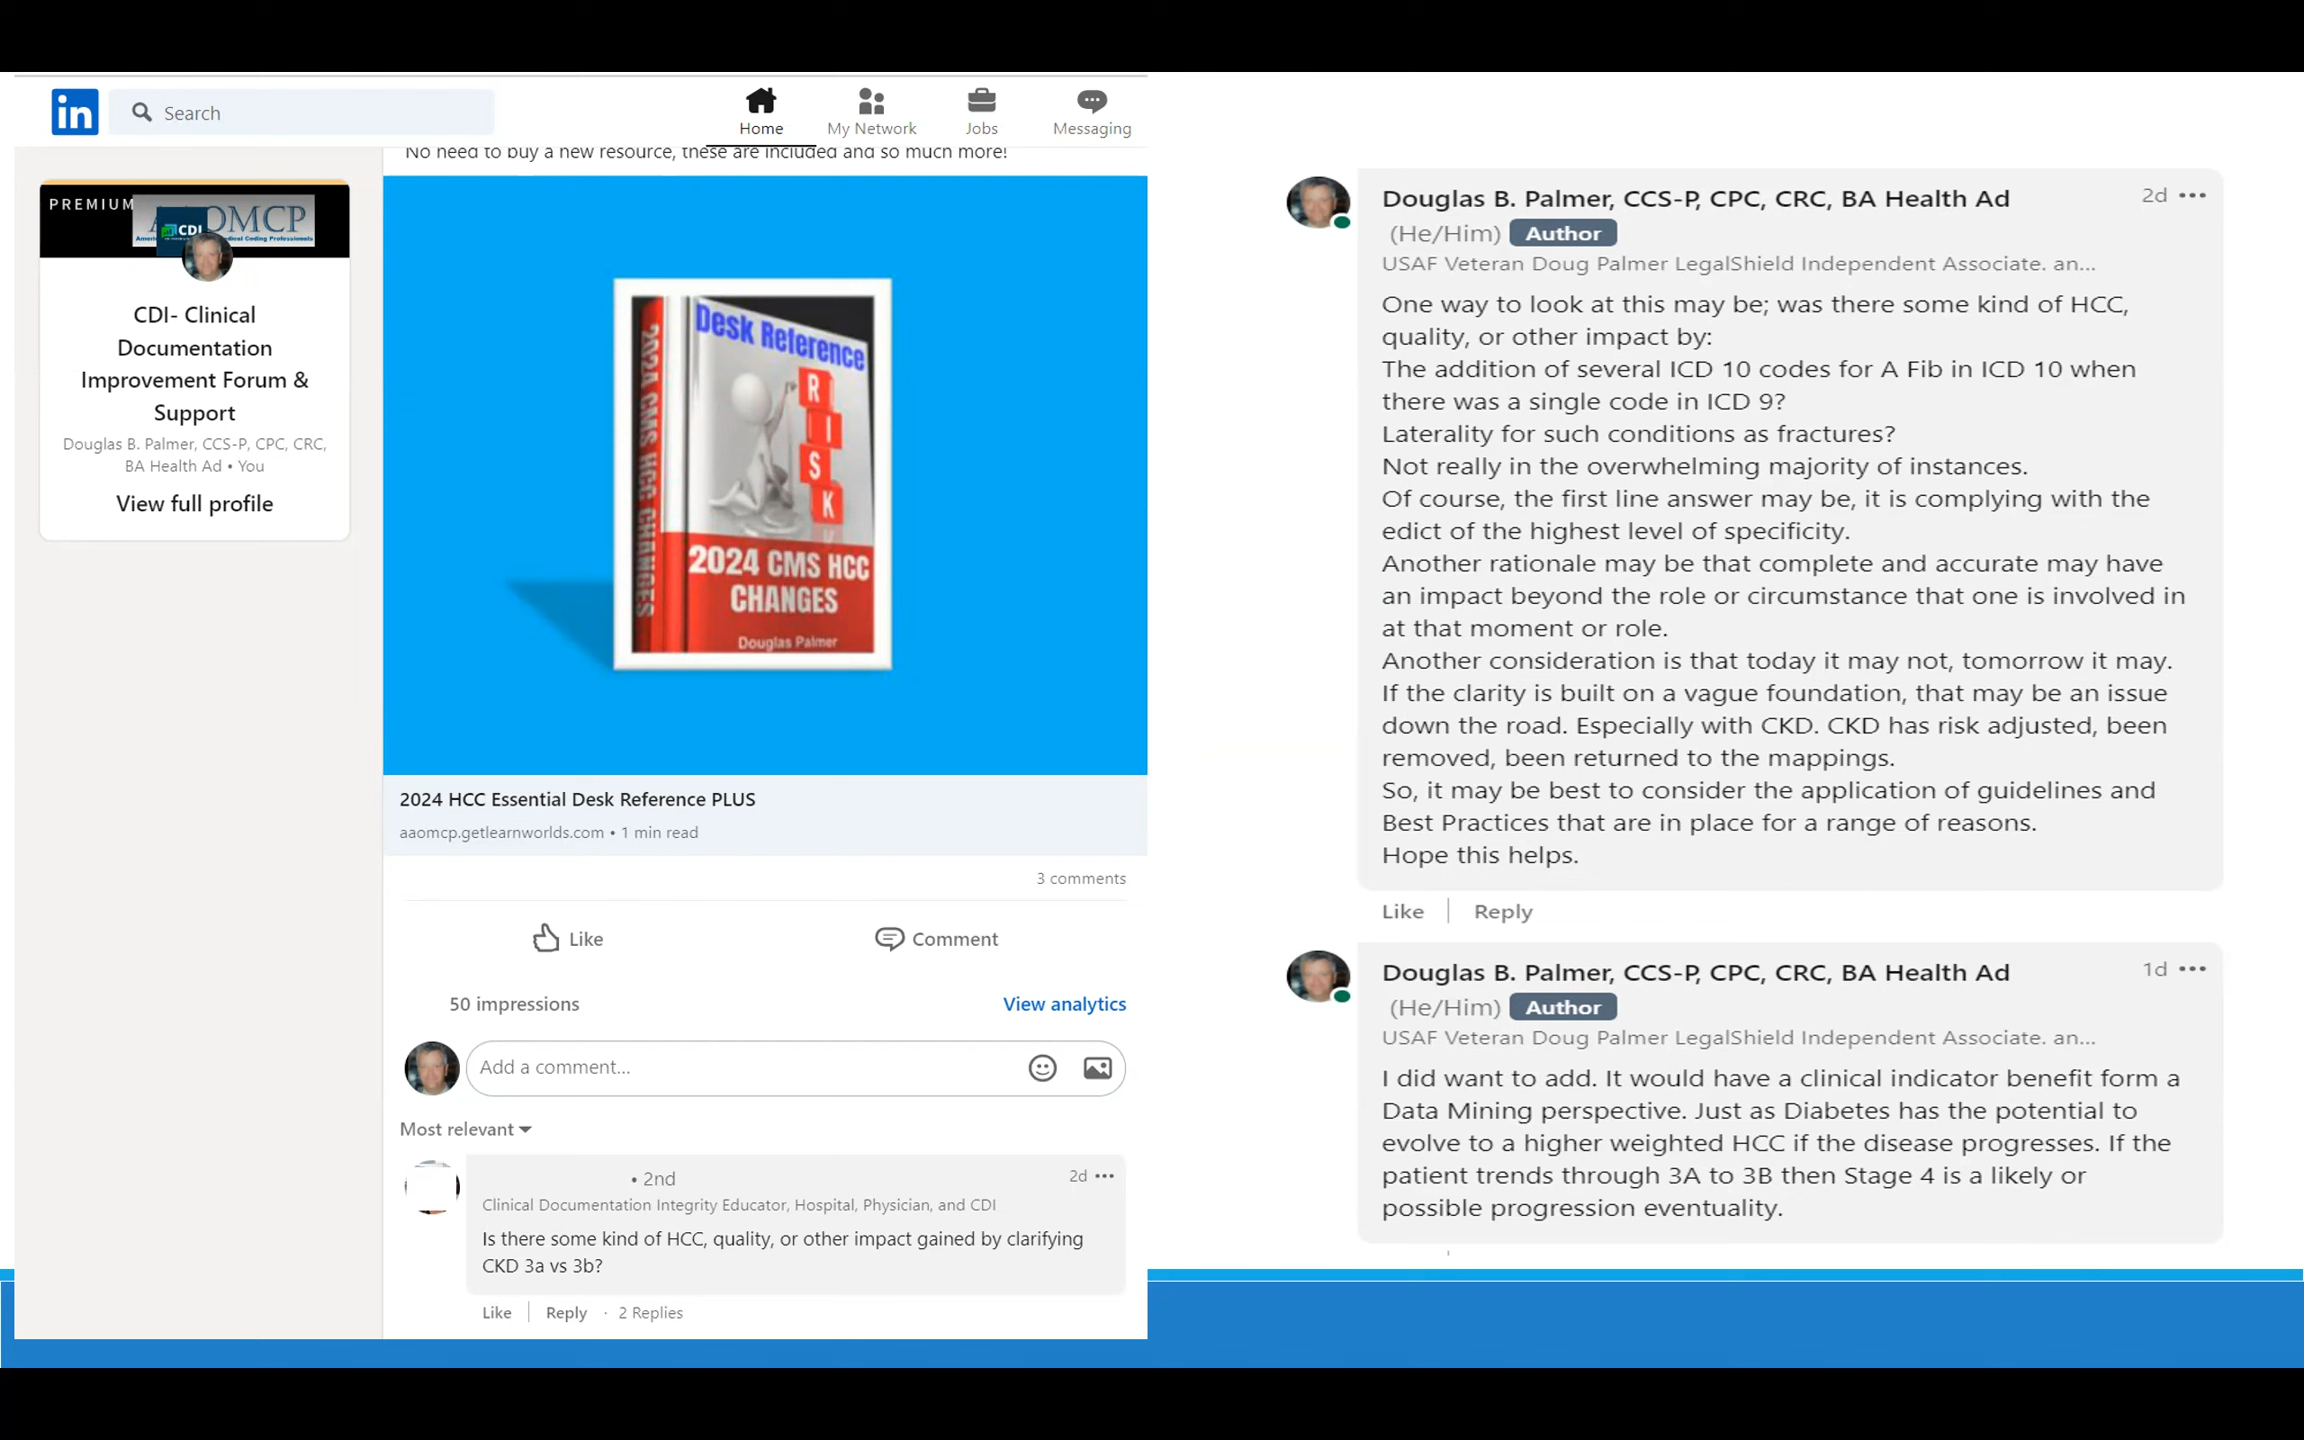 in
Search
Home
My Network
Jobs
Messaging
No need to buy a new resource, these are included and so much more!
PREMIUM
CDI
CDI- Clinical
Documentation
Improvement Forum &
Support
Douglas B. Palmer, CCS-P, CPC, CRC,
BA Health Ad • You
View full profile
Desk Reference
RISK
2024 CMS HCC CHANGES
2024 CMS HCC
CHANGES
Douglas Palmer
2024 HCC Essential Desk Reference PLUS
aaomcp.getlearnworlds.com • 1 min read
3 comments
Like
Comment
50 impressions
View analytics
Add a comment...
Most relevant
• 2nd
2d
Clinical Documentation Integrity Educator, Hospital, Physician, and CDI
Is there some kind of HCC, quality, or other impact gained by clarifying
CKD 3a vs 3b?
Like | Reply · 2 Replies
Douglas B. Palmer, CCS-P, CPC, CRC, BA Health Ad 2d
(He/Him) Author
USAF Veteran Doug Palmer LegalShield Independent Associate. an...
One way to look at this may be; was there some kind of HCC,
quality, or other impact by:
The addition of several ICD 10 codes for A Fib in ICD 10 when
there was a single code in ICD 9?
Laterality for such conditions as fractures?
Not really in the overwhelming majority of instances.
Of course, the first line answer may be, it is complying with the
edict of the highest level of specificity.
Another rationale may be that complete and accurate may have
an impact beyond the role or circumstance that one is involved in
at that moment or role.
Another consideration is that today it may not, tomorrow it may.
If the clarity is built on a vague foundation, that may be an issue
down the road. Especially with CKD. CKD has risk adjusted, been
removed, been returned to the mappings.
So, it may be best to consider the application of guidelines and
Best Practices that are in place for a range of reasons.
Hope this helps.
Like | Reply
Douglas B. Palmer, CCS-P, CPC, CRC, BA Health Ad 1d
(He/Him) Author
USAF Veteran Doug Palmer LegalShield Independent Associate. an...
I did want to add. It would have a clinical indicator benefit form a
Data Mining perspective. Just as Diabetes has the potential to
evolve to a higher weighted HCC if the disease progresses. If the
patient trends through 3A to 3B then Stage 4 is a likely or
possible progression eventuality.